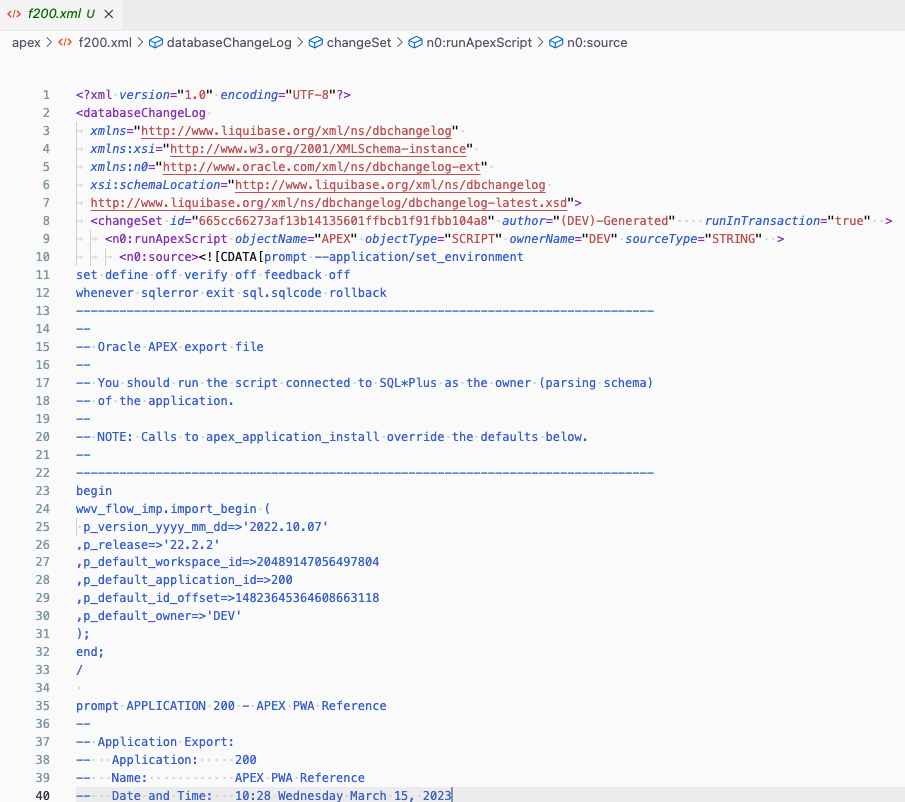 f200.xml U
apex > f200.xml > databaseChangeLog > changeSet > n0:runApexScript > n0:source
1 <?xml version="1.0" encoding="UTF-8"?>
2 <databaseChangeLog
3 xmlns="http://www.liquibase.org/xml/ns/dbchangelog"
4 xmlns:xsi="http://www.w3.org/2001/XMLSchema-instance"
5 xmlns:n0="http://www.oracle.com/xml/ns/dbchangelog-ext"
6 xsi:schemaLocation="http://www.liquibase.org/xml/ns/dbchangelog
7 http://www.liquibase.org/xml/ns/dbchangelog/dbchangelog-latest.xsd">
8 <changeSet id="665cc66273af13b14135601ffbcb1f91fbb104a8" author="(DEV)-Generated"    runInTransaction="true"  >
9 <n0:runApexScript objectName="APEX" objectType="SCRIPT" ownerName="DEV" sourceType="STRING"  >
10 <n0:source><![CDATA[prompt --application/set_environment
11 set define off verify off feedback off
12 whenever sqlerror exit sql.sqlcode rollback
13 --------------------------------------------------------------------------------
14 --
15 -- Oracle APEX export file
16 --
17 -- You should run the script connected to SQL*Plus as the owner (parsing schema)
18 -- of the application.
19 --
20 -- NOTE: Calls to apex_application_install override the defaults below.
21 --
22 --------------------------------------------------------------------------------
23 begin
24 wwv_flow_imp.import_begin (
25  p_version_yyyy_mm_dd=>'2022.10.07'
26 ,p_release=>'22.2.2'
27 ,p_default_workspace_id=>20489147056497804
28 ,p_default_application_id=>200
29 ,p_default_id_offset=>14823645364608663118
30 ,p_default_owner=>'DEV'
31 );
32 end;
33 /
34
35 prompt APPLICATION 200 - APEX PWA Reference
36 --
37 -- Application Export:
38 --   Application:     200
39 --   Name:            APEX PWA Reference
40 --   Date and Time:   10:28 Wednesday March 15, 2023